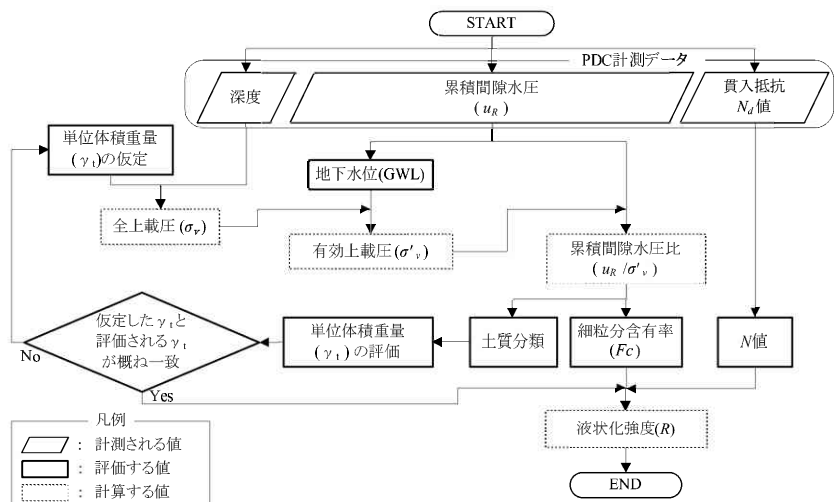 START
PDC計測データ
深度
累積間隙水圧
(uR)
貫入抵抗
Nd値
単位体積重量
(γt)の仮定
地下水位(GWL)
全上載圧(σv)
有効上載圧(σ'v)
累積間隙水圧比
(uR/σ'v)
仮定したγtと
評価されるγt
が概ね一致
No
Yes
単位体積重量
(γt)の評価
土質分類
細粒分含有率
(Fc)
N値
液状化強度(R)
END
凡例
: 計測される値
: 評価する値
: 計算する値